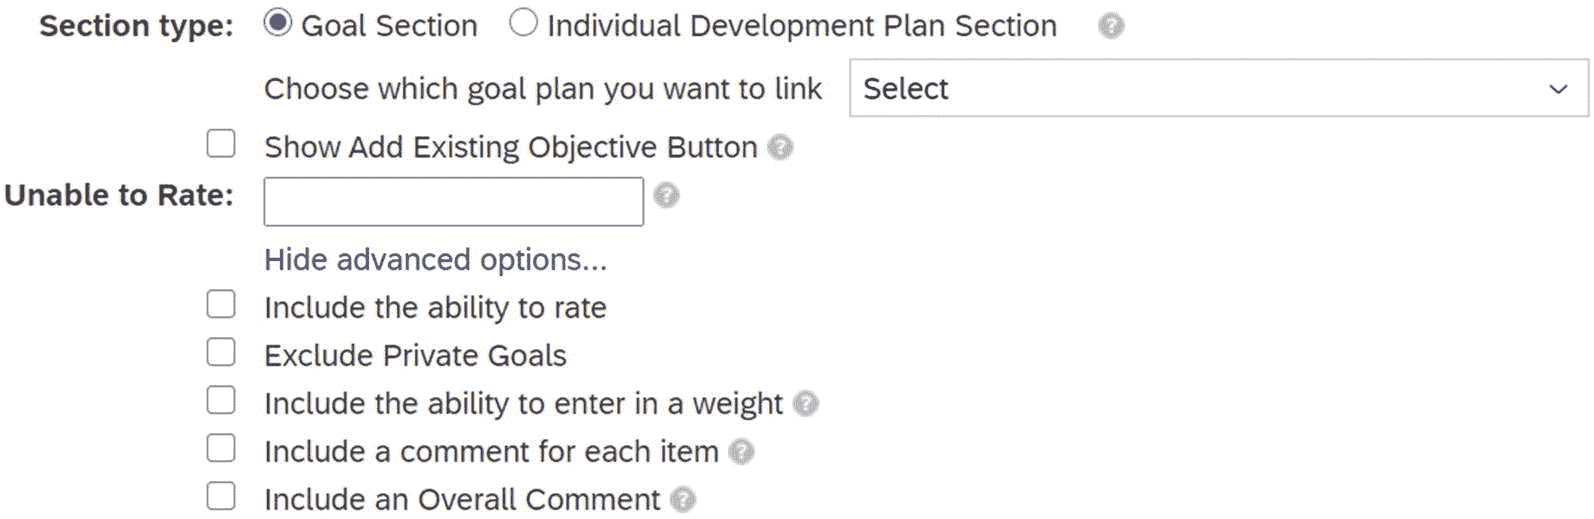 Section type: Goal Section Individual Development Plan Section ?
Choose which goal plan you want to link Select
Show Add Existing Objective Button ?
Unable to Rate: ?
Hide advanced options...
Include the ability to rate
Exclude Private Goals
Include the ability to enter in a weight ?
Include a comment for each item ?
Include an Overall Comment ?